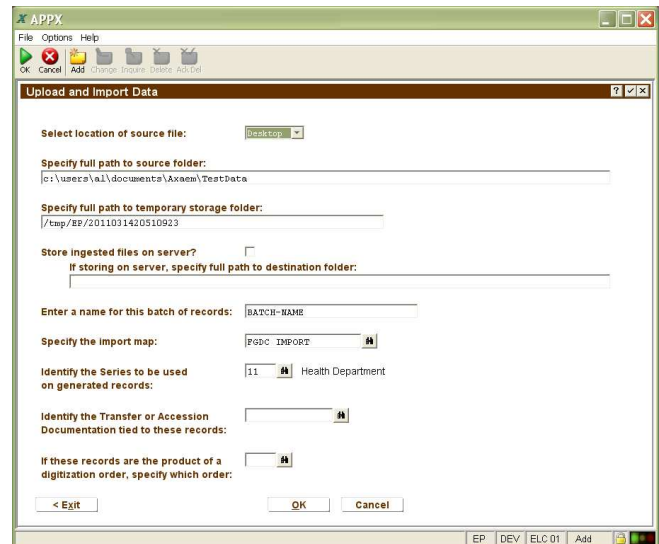 X APPX
File Options Help
OK Cancel Add Change Inquire Delete Ack Del
Upload and Import Data
Select location of source file: Desktop
Specify full path to source folder:
c:\users\al\documents\Axaem\TestData
Specify full path to temporary storage folder:
/tmp/EP/2011031420510923
Store ingested files on server?
If storing on server, specify full path to destination folder:
Enter a name for this batch of records: BATCH-NAME
Specify the import map: FGDC IMPORT
Identify the Series to be used 11 Health Department
on generated records:
Identify the Transfer or Accession
Documentation tied to these records:
If these records are the product of a
digitization order, specify which order:
< Exit OK Cancel
EP DEV ELC 01 Add